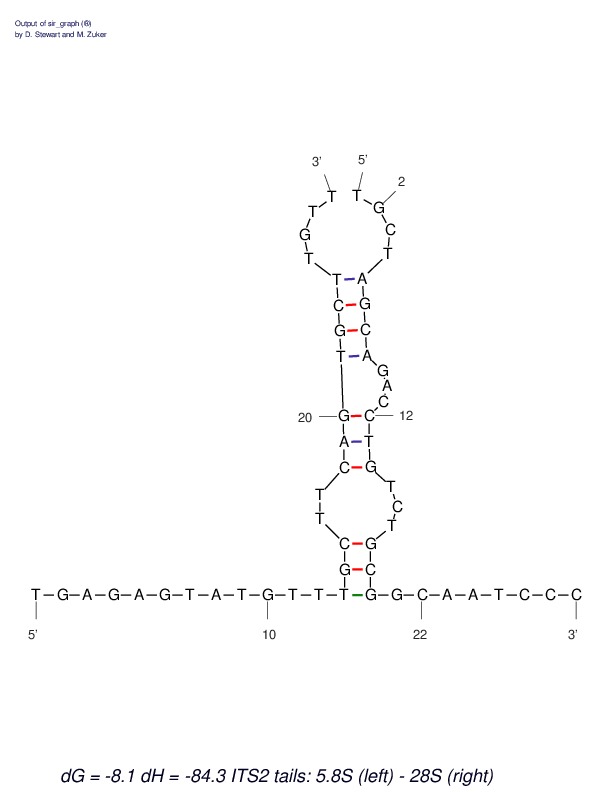 Output of sir_graph (®)
by D. Stewart and M. Zuker
3' 5'
2
T T
T G
G C
T T
T A
C G
G C
T A
G
A
C
20 G C 12
A T
C G
T T
C
T T
C G
G C
T-G-A-G-A-G-T-A-T-G-T-T-T-G-G-C-A-A-T-C-C-C
5' 10 22 3'
dG = -8.1 dH = -84.3 ITS2 tails: 5.8S (left) - 28S (right)